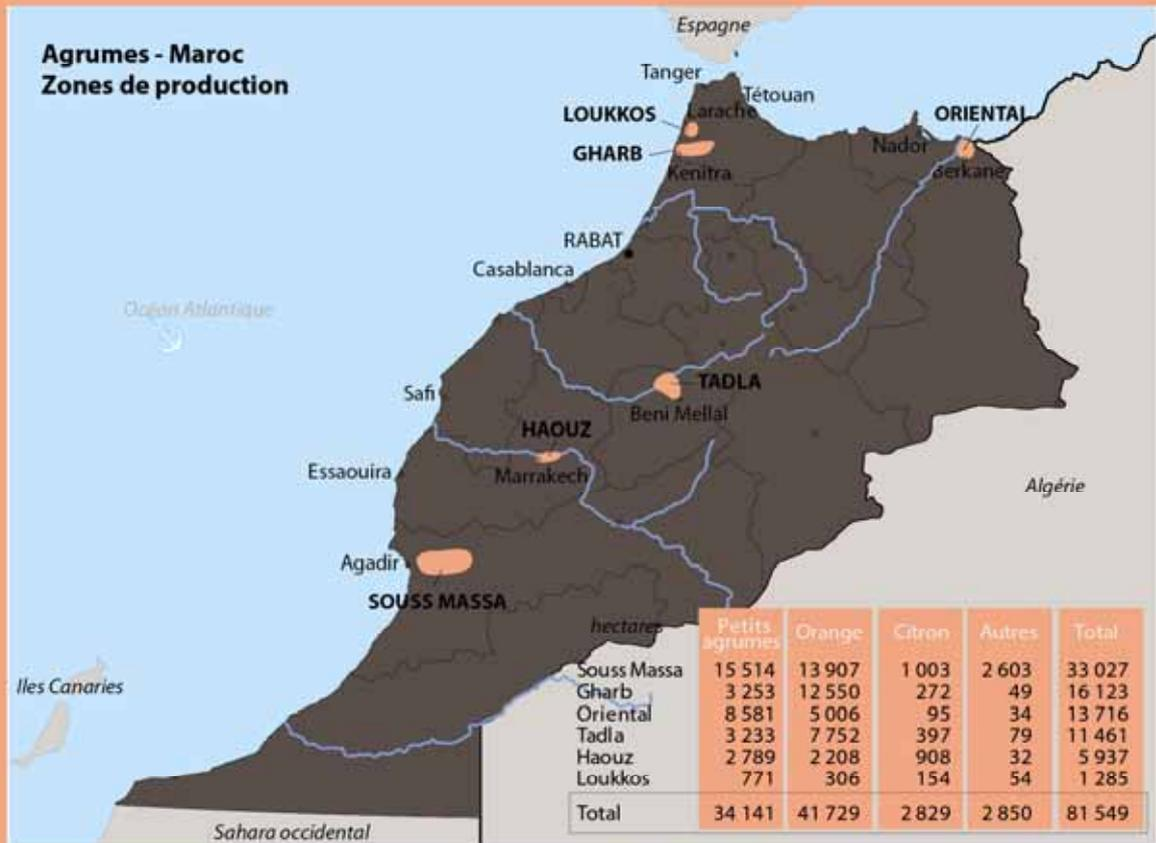 Agrumes - Maroc
Zones de production
Espagne
Tanger
Tétouan
LOUKKOS
Larache
ORIENTAL
GHARB
Nador
Kenitra
Berkane
RABAT
Casablanca
Océan Atlantique
Safi
TADLA
Beni Mellal
HAOUZ
Essaouira
Marrakech
Algérie
Agadir
SOUSS MASSA
Iles Canaries
Sahara occidental
hectares Petits agrumes Orange Citron Autres Total
Souss Massa 15 514 13 907 1 003 2 603 33 027
Gharb 3 253 12 550 272 49 16 123
Oriental 8 581 5 006 95 34 13 716
Tadla 3 233 7 752 397 79 11 461
Haouz 2 789 2 208 908 32 5 937
Loukkos 771 306 154 54 1 285
Total 34 141 41 729 2 829 2 850 81 549